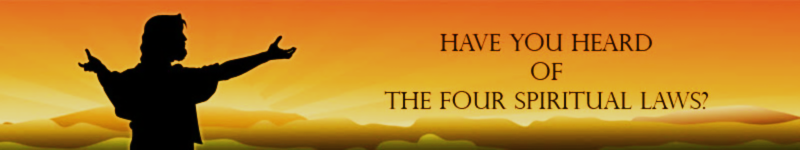 HAVE YOU HEARD
OF
THE FOUR SPIRITUAL LAWS?